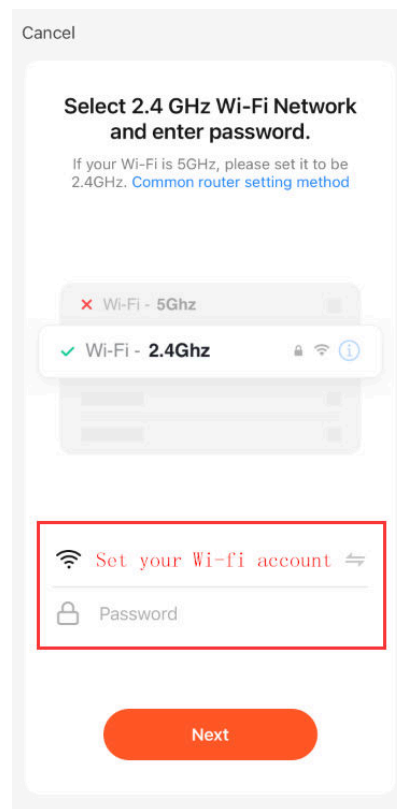 Cancel
Select 2.4 GHz Wi-Fi Network
and enter password.
If your Wi-Fi is 5GHz, please set it to be
2.4GHz. Common router setting method
Wi-Fi - 5Ghz
Wi-Fi - 2.4Ghz
Set your Wi-fi account
Password
Next